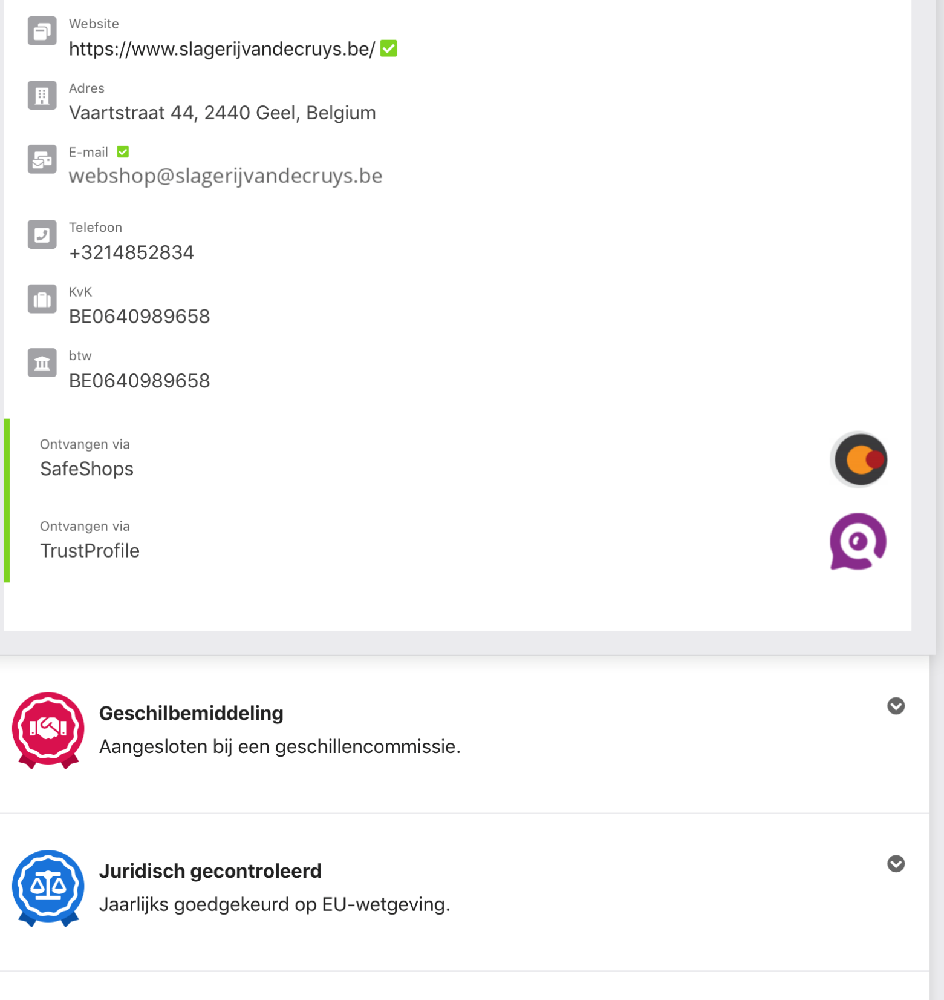 Website
https://www.slagerijvandecruys.be/
Adres
Vaartstraat 44, 2440 Geel, Belgium
E-mail
webshop@slagerijvandecruys.be
Telefoon
+3214852834
KvK
BE0640989658
btw
BE0640989658
Ontvangen via
SafeShops
Ontvangen via
TrustProfile
Geschilbemiddeling
Aangesloten bij een geschillencommissie.
Juridisch gecontroleerd
Jaarlijks goedgekeurd op EU-wetgeving.